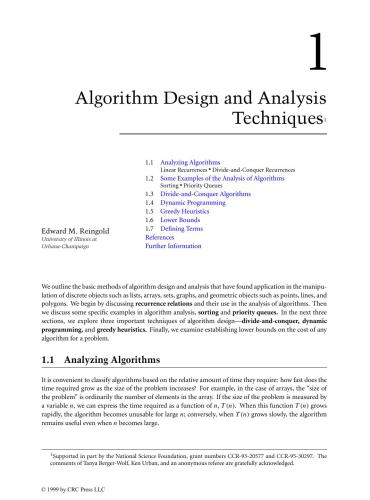 1
Algorithm Design and Analysis
Techniques1
1.1 Analyzing Algorithms
Linear Recurrences • Divide-and-Conquer Recurrences
1.2 Some Examples of the Analysis of Algorithms
Sorting • Priority Queues
1.3 Divide-and-Conquer Algorithms
1.4 Dynamic Programming
1.5 Greedy Heuristics
1.6 Lower Bounds
1.7 Defining Terms
References
Further Information
Edward M. Reingold
University of Illinois at
Urbana-Champaign
We outline the basic methods of algorithm design and analysis that have found application in the manipu-
lation of discrete objects such as lists, arrays, sets, graphs, and geometric objects such as points, lines, and
polygons. We begin by discussing recurrence relations and their use in the analysis of algorithms. Then
we discuss some specific examples in algorithm analysis, sorting and priority queues. In the next three
sections, we explore three important techniques of algorithm design—divide-and-conquer, dynamic
programming, and greedy heuristics. Finally, we examine establishing lower bounds on the cost of any
algorithm for a problem.
1.1 Analyzing Algorithms
It is convenient to classify algorithms based on the relative amount of time they require: how fast does the
time required grow as the size of the problem increases? For example, in the case of arrays, the “size of
the problem” is ordinarily the number of elements in the array. If the size of the problem is measured by
a variable n, we can express the time required as a function of n, T(n). When this function T(n) grows
rapidly, the algorithm becomes unusable for large n; conversely, when T(n) grows slowly, the algorithm
remains useful even when n becomes large.
1Supported in part by the National Science Foundation, grant numbers CCR-93-20577 and CCR-95-30297. The
comments of Tanya Berger-Wolf, Ken Urban, and an anonymous referee are gratefully acknowledged.
© 1999 by CRC Press LLC